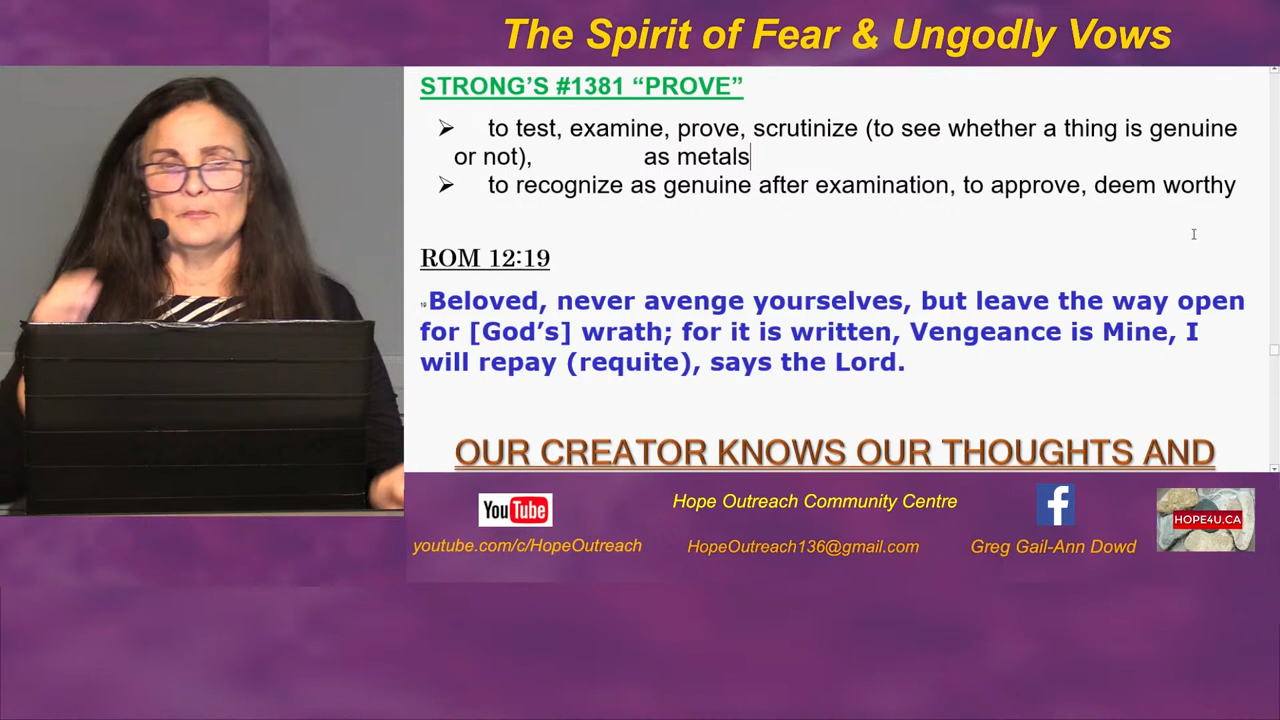 The Spirit of Fear & Ungodly Vows
STRONG'S #1381 “PROVE”
➢ to test, examine, prove, scrutinize (to see whether a thing is genuine
or not), as metals
➢ to recognize as genuine after examination, to approve, deem worthy
ROM 12:19
19 Beloved, never avenge yourselves, but leave the way open
for [God's] wrath; for it is written, Vengeance is Mine, I
will repay (requite), says the Lord.
OUR CREATOR KNOWS OUR THOUGHTS AND
YouTube
Hope Outreach Community Centre
f
HOPE4U.CA
youtube.com/c/HopeOutreach
HopeOutreach136@gmail.com
Greg Gail-Ann Dowd